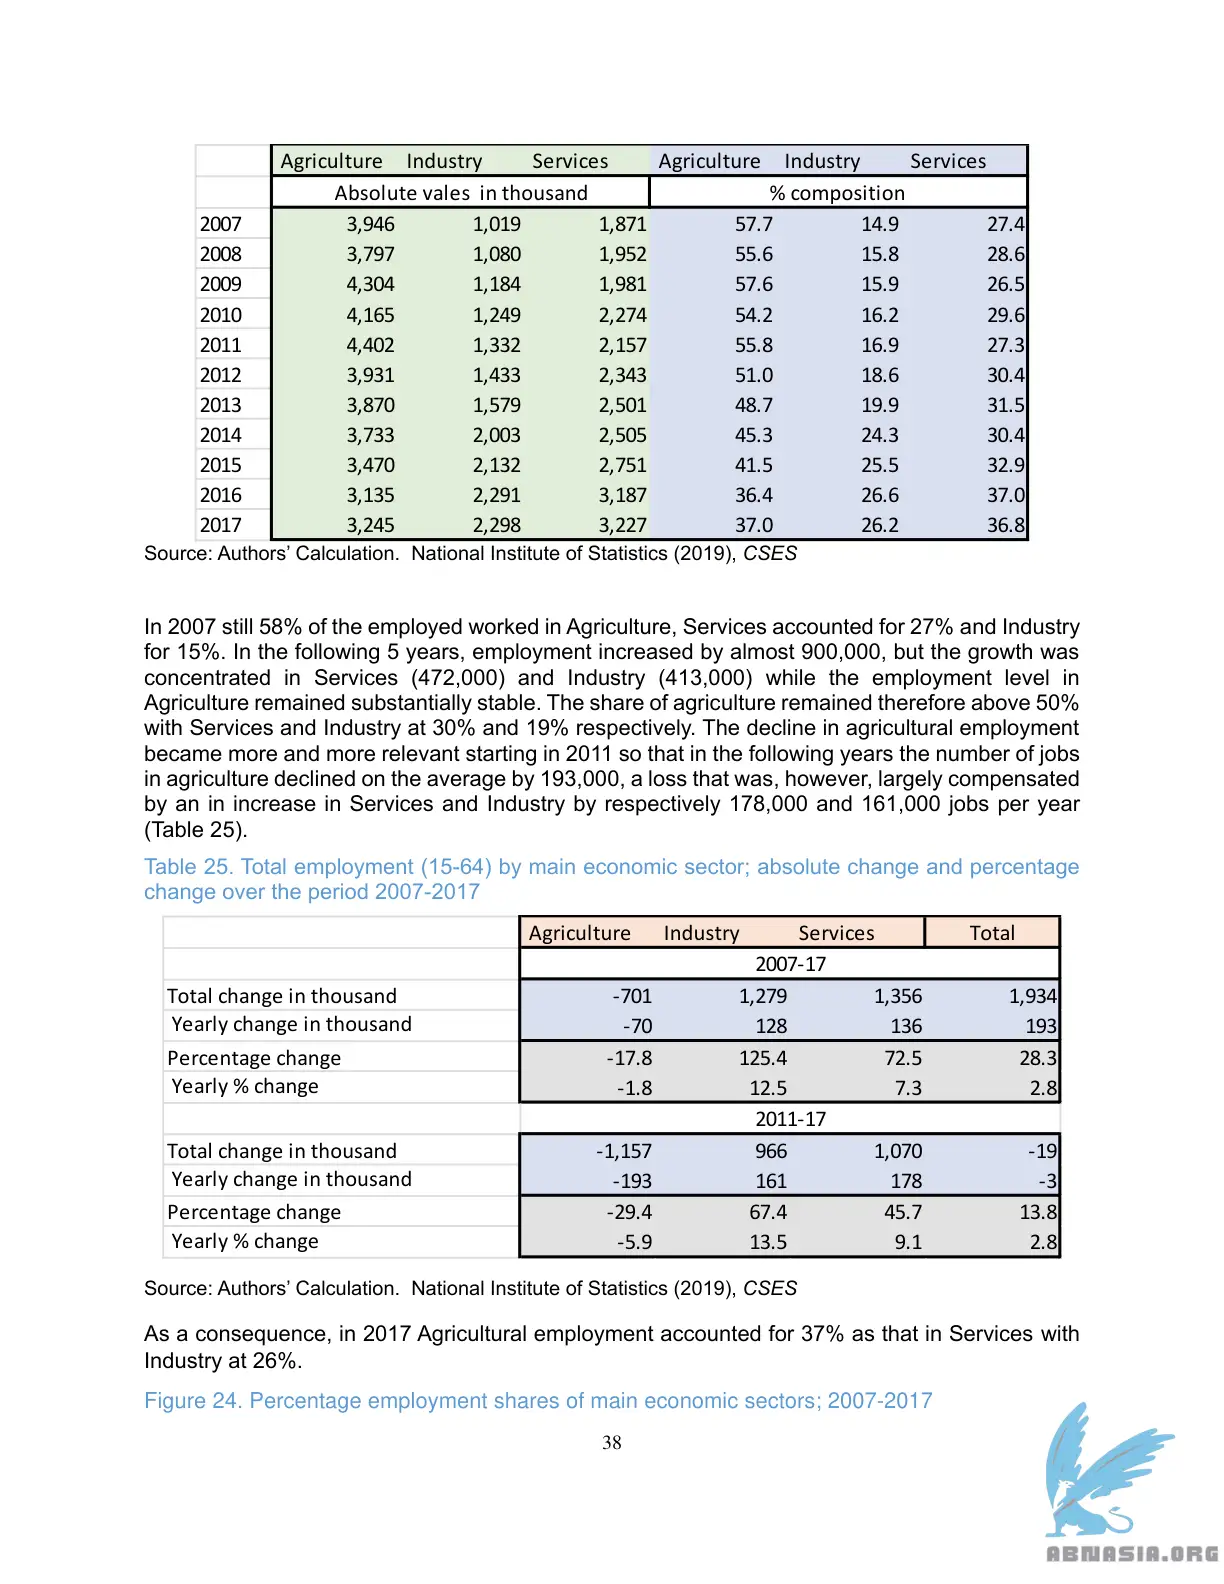 Agriculture Industry Services Agriculture Industry Services
Absolute vales in thousand % composition
2007 3,946 1,019 1,871 57.7 14.9 27.4
2008 3,797 1,080 1,952 55.6 15.8 28.6
2009 4,304 1,184 1,981 57.6 15.9 26.5
2010 4,165 1,249 2,274 54.2 16.2 29.6
2011 4,402 1,332 2,157 55.8 16.9 27.3
2012 3,931 1,433 2,343 51.0 18.6 30.4
2013 3,870 1,579 2,501 48.7 19.9 31.5
2014 3,733 2,003 2,505 45.3 24.3 30.4
2015 3,470 2,132 2,751 41.5 25.5 32.9
2016 3,135 2,291 3,187 36.4 26.6 37.0
2017 3,245 2,298 3,227 37.0 26.2 36.8
Source: Authors’ Calculation. National Institute of Statistics (2019), CSES
In 2007 still 58% of the employed worked in Agriculture, Services accounted for 27% and Industry
for 15%. In the following 5 years, employment increased by almost 900,000, but the growth was
concentrated in Services (472,000) and Industry (413,000) while the employment level in
Agriculture remained substantially stable. The share of agriculture remained therefore above 50%
with Services and Industry at 30% and 19% respectively. The decline in agricultural employment
became more and more relevant starting in 2011 so that in the following years the number of jobs
in agriculture declined on the average by 193,000, a loss that was, however, largely compensated
by an in increase in Services and Industry by respectively 178,000 and 161,000 jobs per year
(Table 25).
Table 25. Total employment (15-64) by main economic sector; absolute change and percentage
change over the period 2007-2017
Agriculture Industry Services Total
2007-17
Total change in thousand -701 1,279 1,356 1,934
Yearly change in thousand -70 128 136 193
Percentage change -17.8 125.4 72.5 28.3
Yearly % change -1.8 12.5 7.3 2.8
2011-17
Total change in thousand -1,157 966 1,070 -19
Yearly change in thousand -193 161 178 -3
Percentage change -29.4 67.4 45.7 13.8
Yearly % change -5.9 13.5 9.1 2.8
Source: Authors’ Calculation. National Institute of Statistics (2019), CSES
As a consequence, in 2017 Agricultural employment accounted for 37% as that in Services with
Industry at 26%.
Figure 24. Percentage employment shares of main economic sectors; 2007-2017
38
ABNASIA.ORG